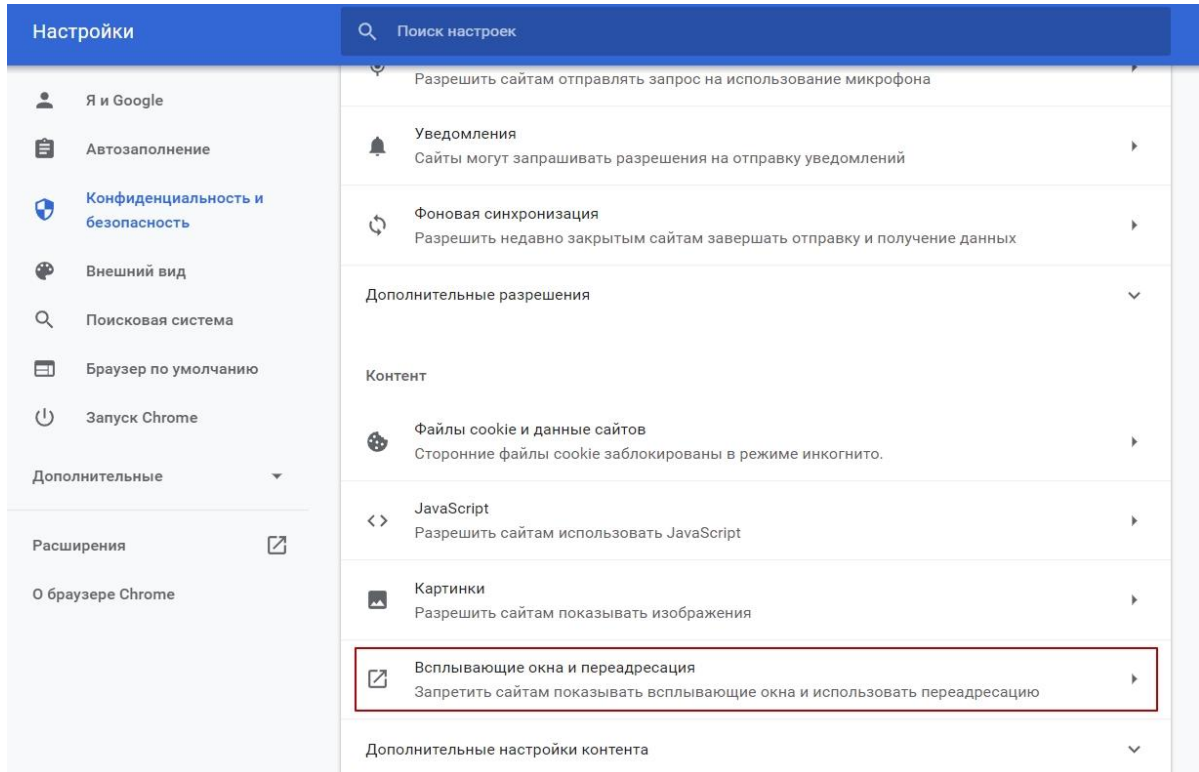 Настройки
Поиск настроек
Я и Google
Автозаполнение
Конфиденциальность и
безопасность
Внешний вид
Поисковая система
Браузер по умолчанию
Запуск Chrome
Дополнительные
Расширения
О браузере Chrome
Разрешить сайтам отправлять запрос на использование микрофона
Уведомления
Сайты могут запрашивать разрешения на отправку уведомлений
Фоновая синхронизация
Разрешить недавно закрытым сайтам завершать отправку и получение данных
Дополнительные разрешения
Контент
Файлы cookie и данные сайтов
Сторонние файлы cookie заблокированы в режиме инкогнито.
JavaScript
Разрешить сайтам использовать JavaScript
Картинки
Разрешить сайтам показывать изображения
Всплывающие окна и переадресация
Запретить сайтам показывать всплывающие окна и использовать переадресацию
Дополнительные настройки контента